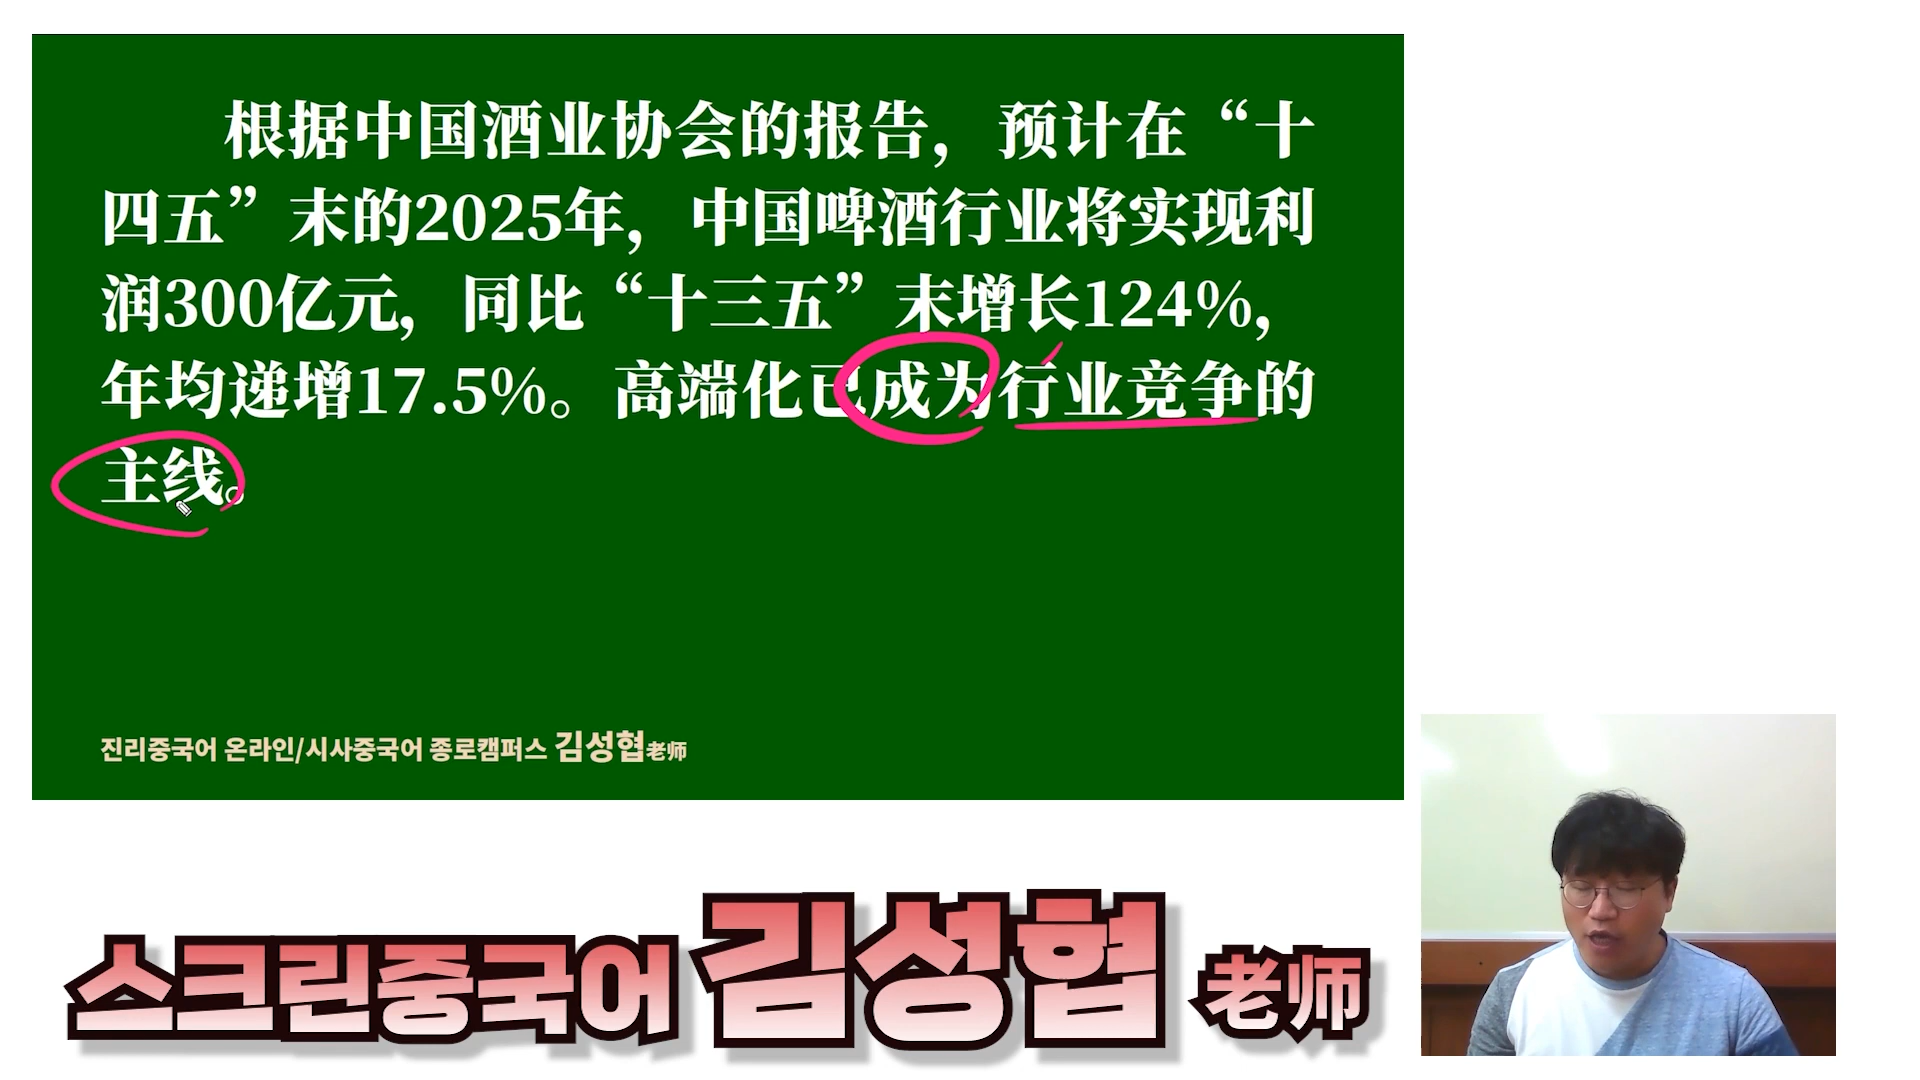 根据中国酒业协会的报告，预计在“十
四五”末的2025年，中国啤酒行业将实现利
润300亿元，同比“十三五”末增长124%，
年均递增17.5%。高端化已成为行业竞争的
主线。
진리중국어 온라인/시사중국어 종로캠퍼스 김성협老师
스크린중국어 김성협 老师